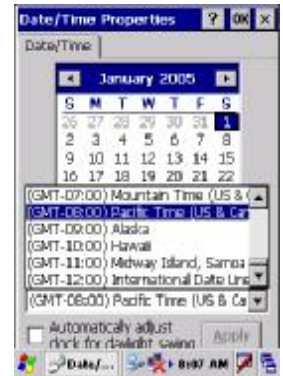 Date/Time Properties ? OK ×
Date/Time
January 2005
S M T W T F S
26 27 28 29 30 31 1
2 3 4 5 6 7 8
9 10 11 12 13 14 15
16 17 18 19 20 21 22
(GMT-07:00) Mountain Time (US &
(GMT-08:00) Pacific Time (US & Can
(GMT-09:00) Alaska
(GMT-10:00) Hawaii
(GMT-11:00) Midway Island, Samoa
(GMT-12:00) International Date Line
(GMT-08:00) Pacific Time (US & Ca
Automatically adjust
clock for daylight saving
Apply
Date/... 8:07 AM